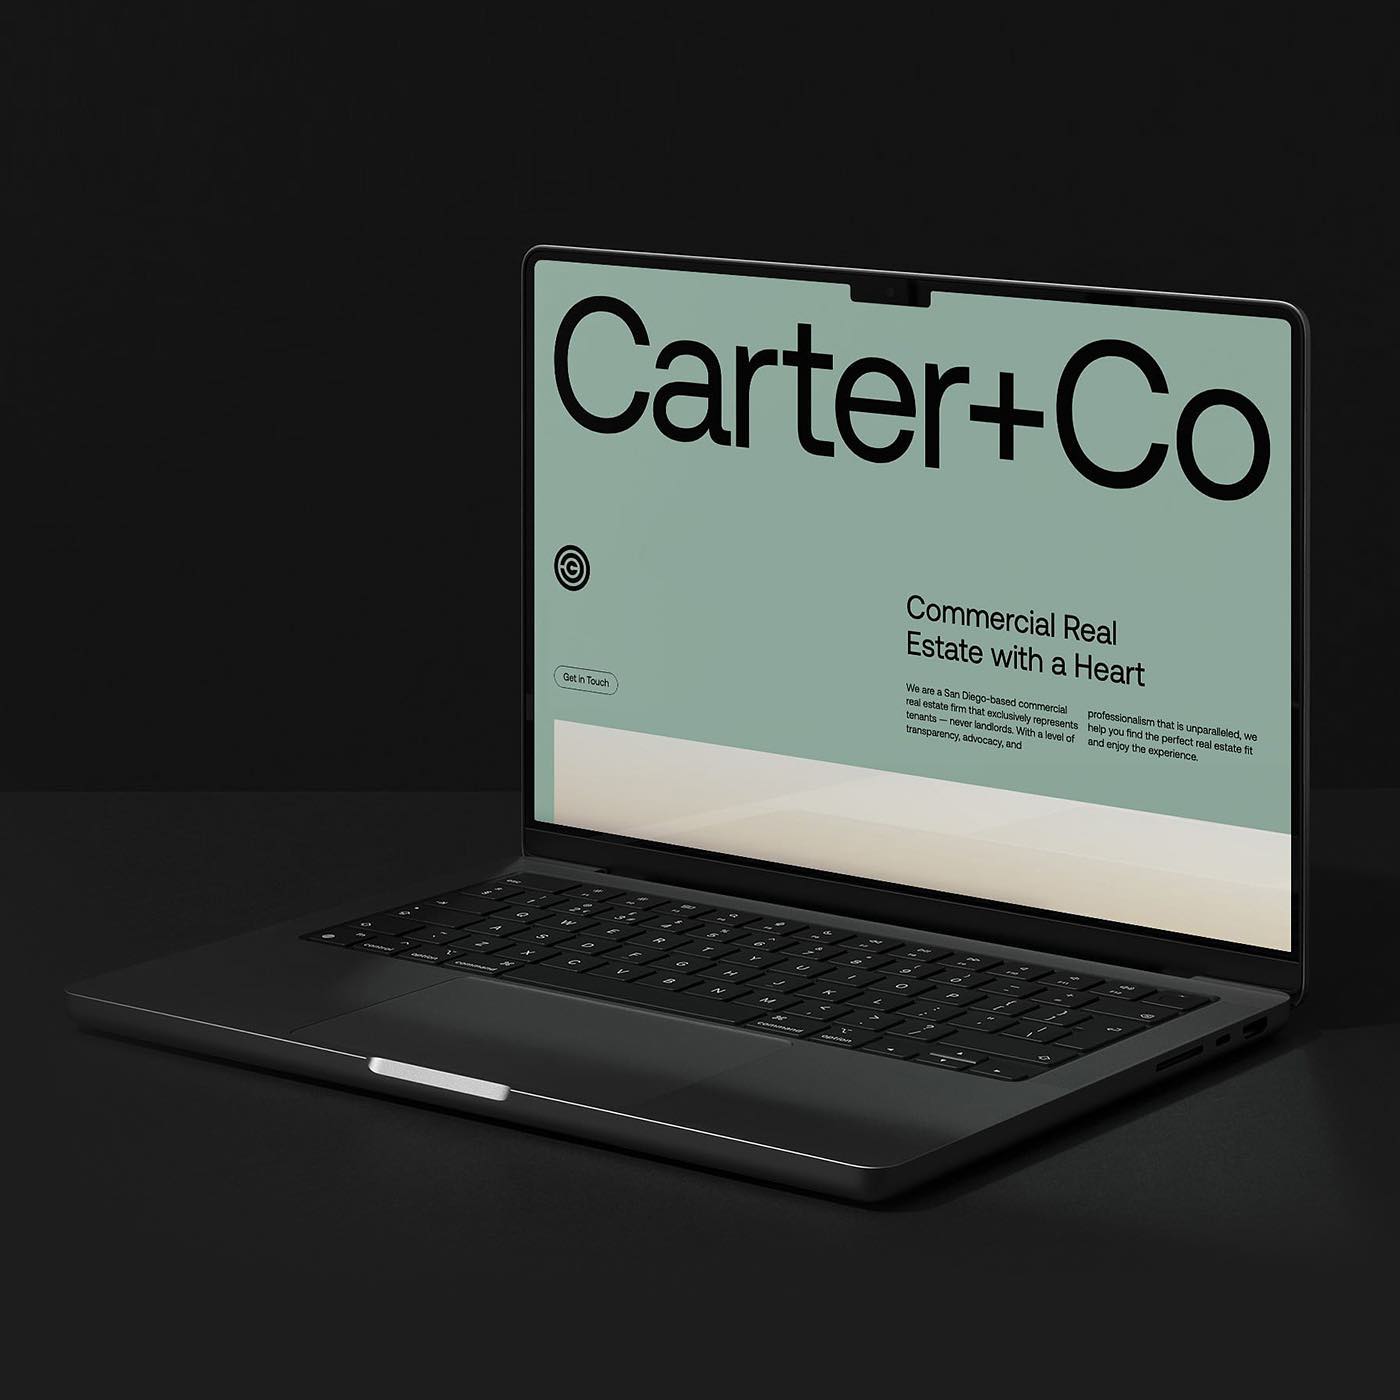 Carter+Co
Get in Touch
Commercial Real
Estate with a Heart
We are a San Diego-based commercial
real estate firm that exclusively represents
tenants — never landlords. With a level of
transparency, advocacy, and
professionalism that is unparalleled, we
help you find the perfect real estate fit
and enjoy the experience.
esc
Q W E R T Y U I O P
A S D F G H J K L
Z X C V B N M
fn control option command
command option